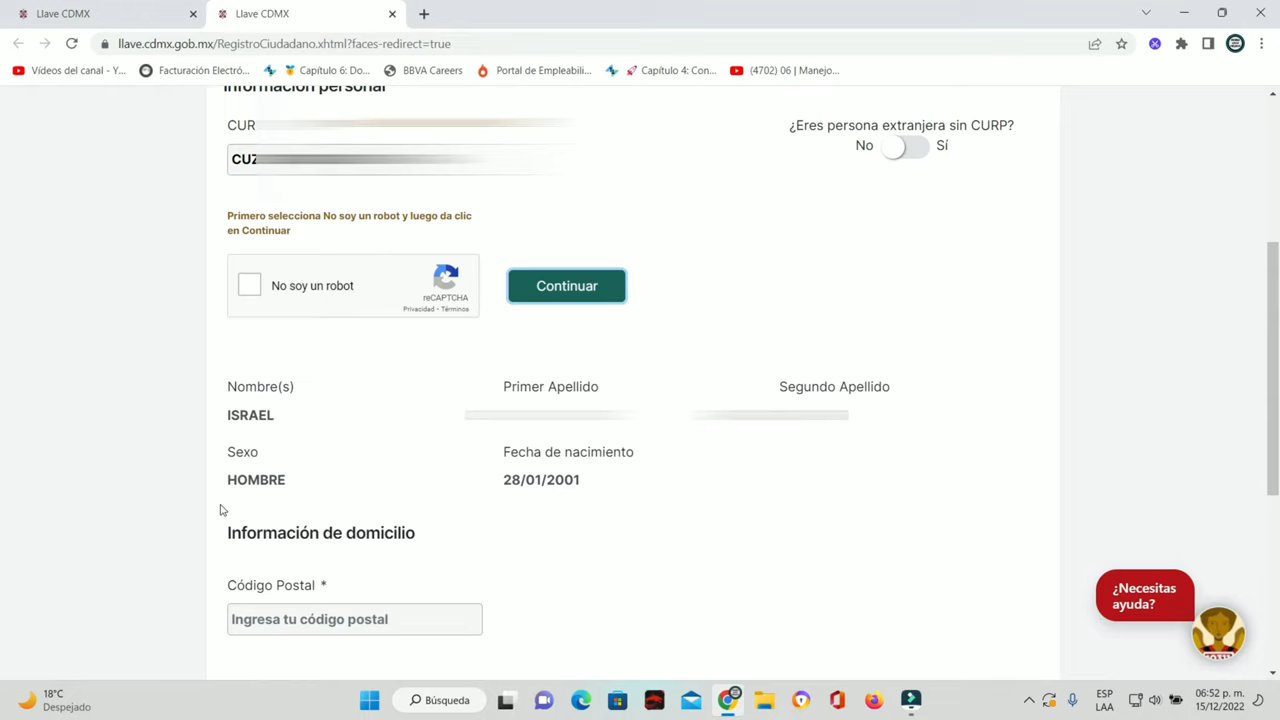 Llave CDMX
Llave CDMX
llave.cdmx.gob.mx/RegistroCiudadano.xhtml?faces-redirect=true
Vídeos del canal - Y...
Facturación Electró...
Capítulo 6: Do...
BBVA Careers
Portal de Empleabili...
Capítulo 4: Con...
(4702) 06 | Manejo...
Información personal
CUR
¿Eres persona extranjera sin CURP?
No Sí
CUZ
Primero selecciona No soy un robot y luego da clic
en Continuar
No soy un robot
reCAPTCHA
Privacidad - Términos
Continuar
Nombre(s) Primer Apellido Segundo Apellido
ISRAEL
Sexo Fecha de nacimiento
HOMBRE 28/01/2001
Información de domicilio
Código Postal *
Ingresa tu código postal
¿Necesitas
ayuda?
18°C
Despejado
Búsqueda
ESP
LAA
06:52 p. m.
15/12/2022